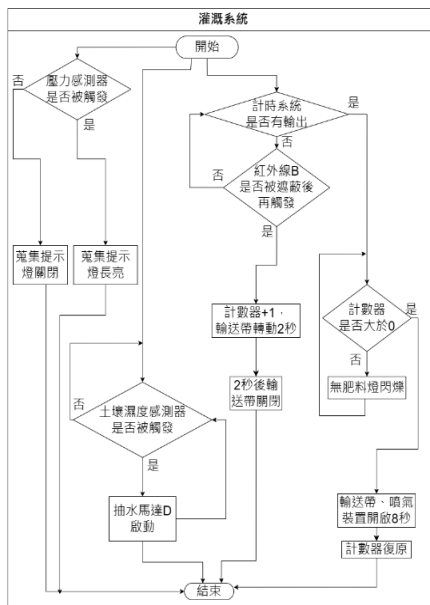 灌溉系統
開始
否
壓力感測器
是否被觸發
是
計時系統
是否有輸出
是
否
紅外線B
是否被遮蔽後
再觸發
否
是
蒐集提示
燈關閉
蒐集提示
燈長亮
計數器+1，
輸送帶轉動2秒
計數器
是否大於0
是
否
2秒後輸
送帶關閉
無肥料燈閃爍
否
土壤濕度感測器
是否被觸發
是
抽水馬達D
啟動
輸送帶、噴氣
裝置開啟8秒
計數器復原
結束